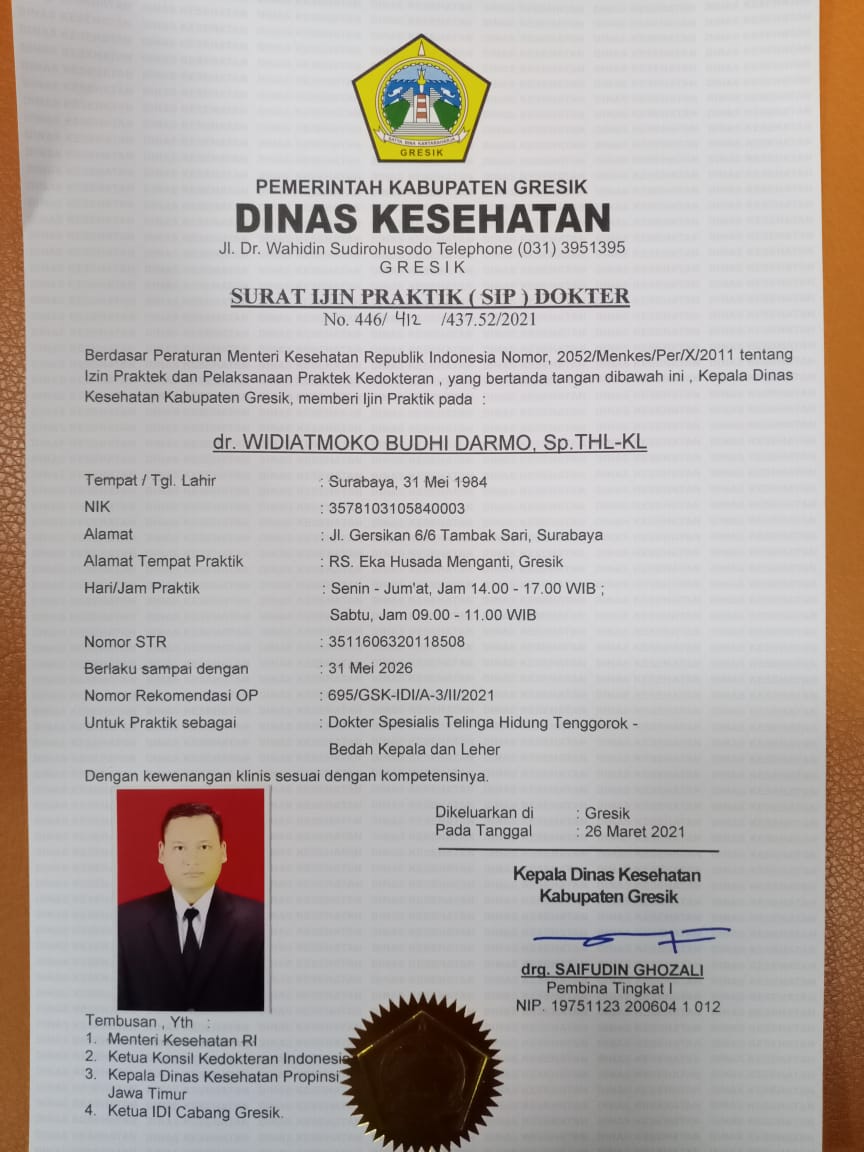 GRESIK
PEMERINTAH KABUPATEN GRESIK
DINAS KESEHATAN
Jl. Dr. Wahidin Sudirohusodo Telephone (031) 3951395
G R E S I K
SURAT IJIN PRAKTIK ( SIP ) DOKTER
No. 446/ 412 /437.52/2021
Berdasar Peraturan Menteri Kesehatan Republik Indonesia Nomor, 2052/Menkes/Per/X/2011 tentang
Izin Praktek dan Pelaksanaan Praktek Kedokteran , yang bertanda tangan dibawah ini , Kepala Dinas
Kesehatan Kabupaten Gresik, memberi Ijin Praktik pada :
dr. WIDIATMOKO BUDHI DARMO, Sp.THL-KL
Tempat / Tgl. Lahir : Surabaya, 31 Mei 1984
NIK : 3578103105840003
Alamat : Jl. Gersikan 6/6 Tambak Sari, Surabaya
Alamat Tempat Praktik : RS. Eka Husada Menganti, Gresik
Hari/Jam Praktik : Senin - Jum'at, Jam 14.00 - 17.00 WIB ;
Sabtu, Jam 09.00 - 11.00 WIB
Nomor STR : 3511606320118508
Berlaku sampai dengan : 31 Mei 2026
Nomor Rekomendasi OP : 695/GSK-IDI/A-3/II/2021
Untuk Praktik sebagai : Dokter Spesialis Telinga Hidung Tenggorok -
Bedah Kepala dan Leher
Dengan kewenangan klinis sesuai dengan kompetensinya.
Dikeluarkan di : Gresik
Pada Tanggal : 26 Maret 2021
Kepala Dinas Kesehatan
Kabupaten Gresik
drg. SAIFUDIN GHOZALI
Pembina Tingkat I
NIP. 19751123 200604 1 012
Tembusan , Yth :
1. Menteri Kesehatan RI
2. Ketua Konsil Kedokteran Indonesia
3. Kepala Dinas Kesehatan Propinsi
Jawa Timur
4. Ketua IDI Cabang Gresik.